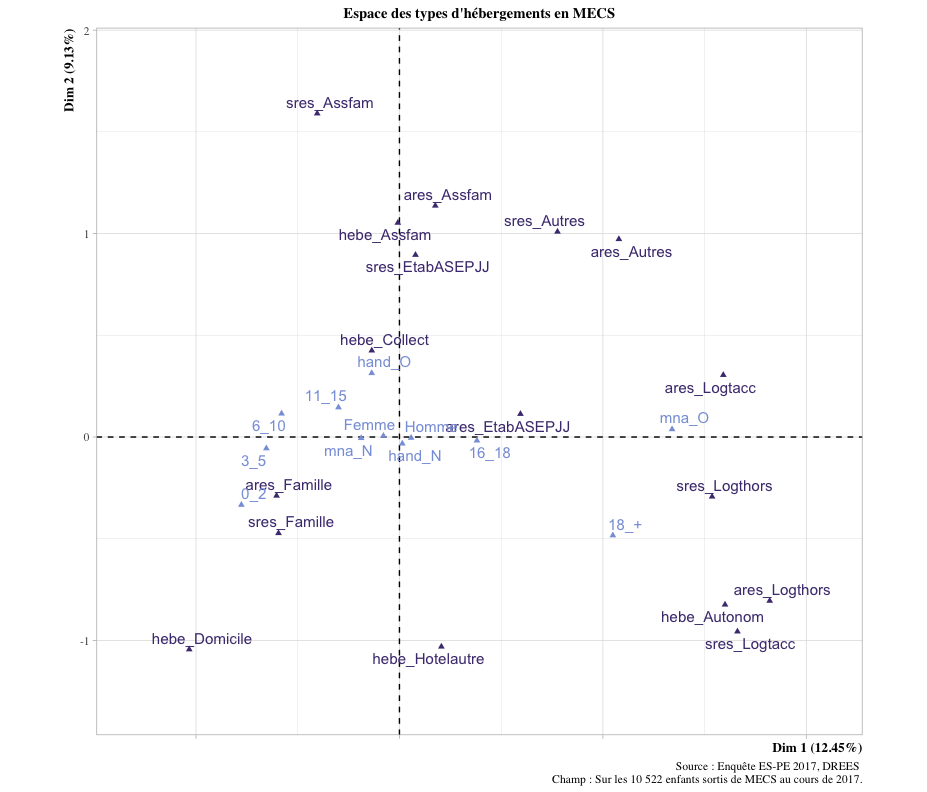 Espace des types d'hébergements en MECS
Dim 2 (9.13%)
2
sres_Assfam
ares_Assfam
sres_Autres
1
hebe_Assfam
ares_Autres
sres_EtabASEPJJ
hebe_Collect
hand_O
ares_Logtacc
11_15
mna_O
6_10
Femme
Homme
ares_EtabASEPJJ
0
mna_N
hand_N
16_18
3_5
ares_Famille
sres_Logthors
0_2
sres_Famille
18_+
ares_Logthors
hebe_Autonom
hebe_Domicile
-1
sres_Logtacc
hebe_Hotelautre
Dim 1 (12.45%)
Source : Enquête ES-PE 2017, DREES
Champ : Sur les 10 522 enfants sortis de MECS au cours de 2017.